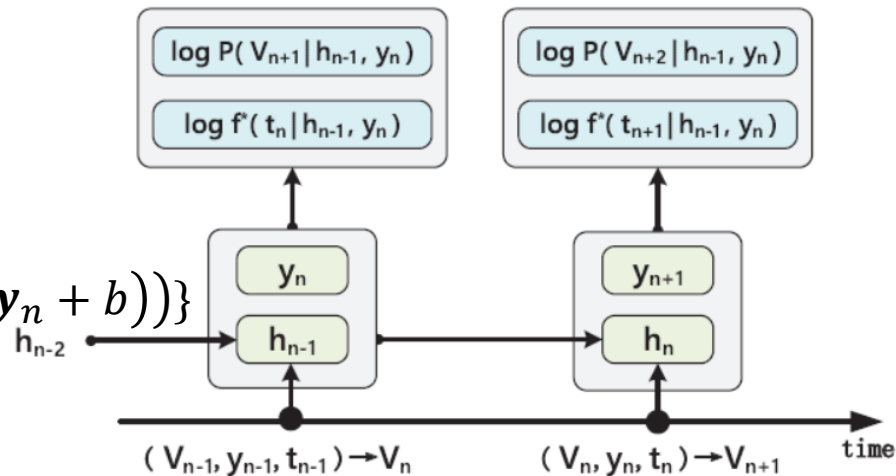 log P( Vₙ₊₁ | hₙ₋₁, yₙ )
log f*( tₙ | hₙ₋₁, yₙ )
log P( Vₙ₊₂ | hₙ₋₁, yₙ )
log f*( tₙ₊₁ | hₙ₋₁, yₙ )
yₙ
yₙ₊₁
𝒚ₙ + b))}
hₙ₋₂
hₙ₋₁
hₙ
( Vₙ₋₁, yₙ₋₁, tₙ₋₁ )→Vₙ
( Vₙ, yₙ, tₙ )→Vₙ₊₁
time